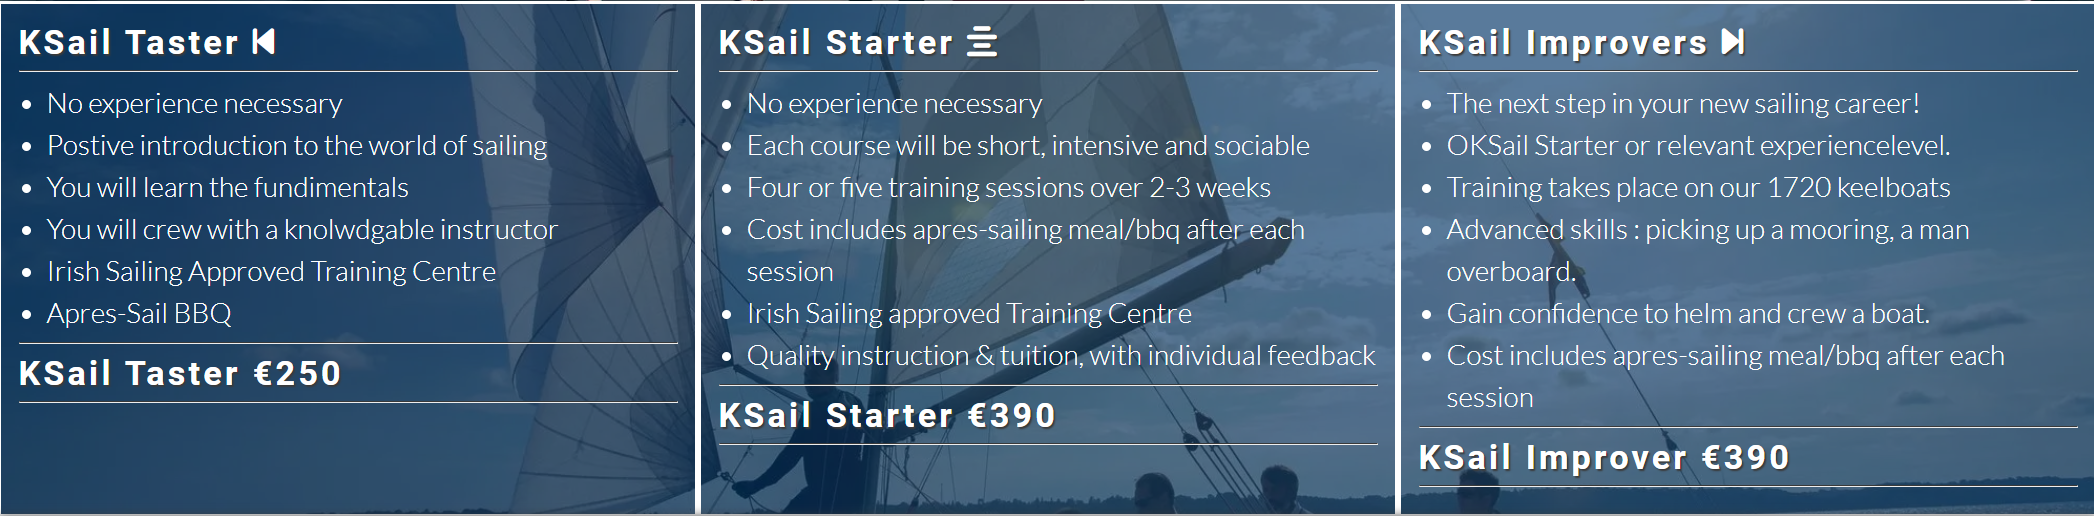 KSail Taster
No experience necessary
Postive introduction to the world of sailing
You will learn the fundimentals
You will crew with a knolwdgable instructor
Irish Sailing Approved Training Centre
Apres-Sail BBQ
KSail Taster €250
KSail Starter
No experience necessary
Each course will be short, intensive and sociable
Four or five training sessions over 2-3 weeks
Cost includes apres-sailing meal/bbq after each
session
Irish Sailing approved Training Centre
Quality instruction & tuition, with individual feedback
KSail Starter €390
KSail Improvers
The next step in your new sailing career!
OKSail Starter or relevant experiencelevel.
Training takes place on our 1720 keelboats
Advanced skills : picking up a mooring, a man
overboard.
Gain confidence to helm and crew a boat.
Cost includes apres-sailing meal/bbq after each
session
KSail Improver €390